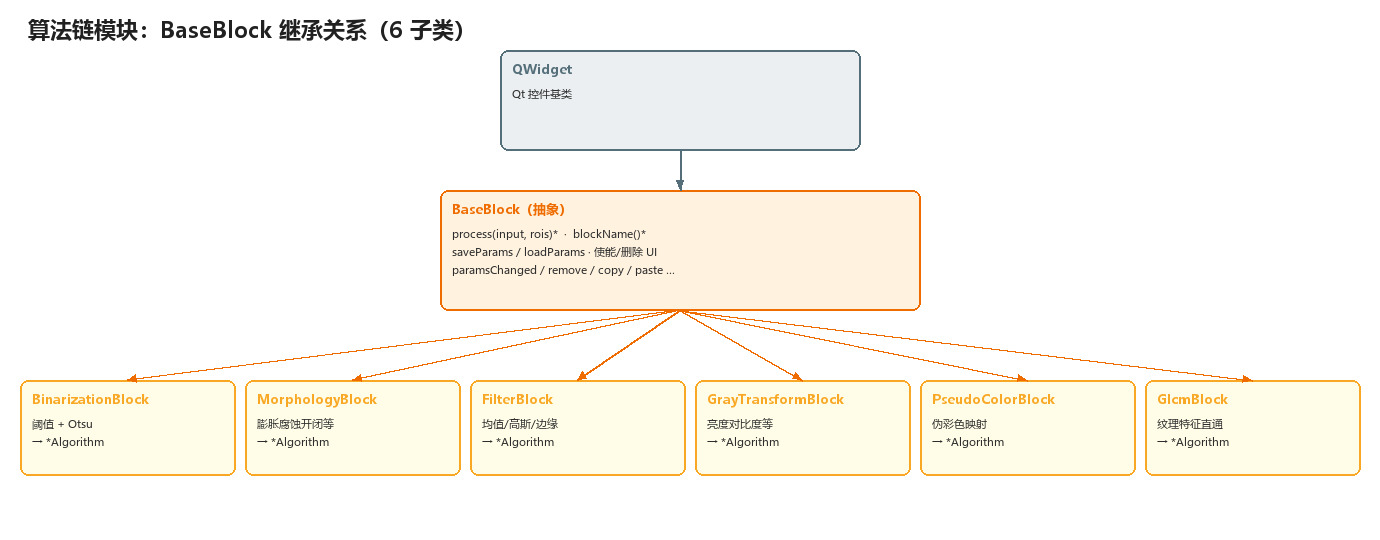 算法链模块：BaseBlock 继承关系（6 子类）
QWidget
Qt 控件基类
BaseBlock（抽象）
process(input, rois)* · blockName()*
saveParams / loadParams · 使能/删除 UI
paramsChanged / remove / copy / paste ...
BinarizationBlock
阈值 + Otsu
→ *Algorithm
MorphologyBlock
膨胀腐蚀开闭等
→ *Algorithm
FilterBlock
均值/高斯/边缘
→ *Algorithm
GrayTransformBlock
亮度对比度等
→ *Algorithm
PseudoColorBlock
伪彩色映射
→ *Algorithm
GlcmBlock
纹理特征直通
→ *Algorithm